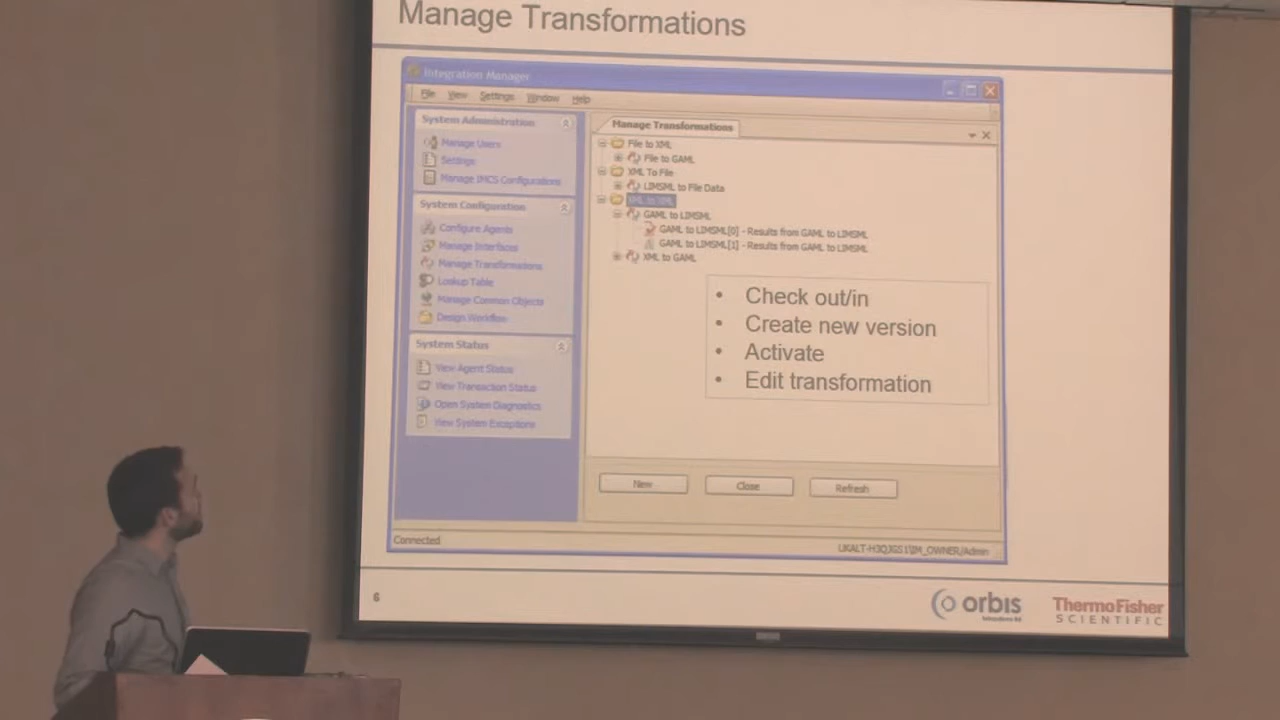 Manage Transformations
Integration Manager
File View Settings Window Help
System Administration
Manage Users
Settings
Manage IMCS Configurations
System Configuration
Configure Agents
Manage Interfaces
Manage Transformations
Lookup Table
Manage Common Objects
Design Workflow
System Status
View Agent Status
View Transaction Status
Open System Diagnostics
View System Exceptions
Manage Transformations
File to XML
File to GAML
XML To File
LIMSML to File Data
XML to XML
GAML to LIMSML
GAML to LIMSML[0] - Results from GAML to LIMSML
GAML to LIMSML[1] - Results from GAML to LIMSML
XML to GAML
• Check out/in
• Create new version
• Activate
• Edit transformation
New Close Refresh
Connected
6
orbis
ThermoFisher
SCIENTIFIC